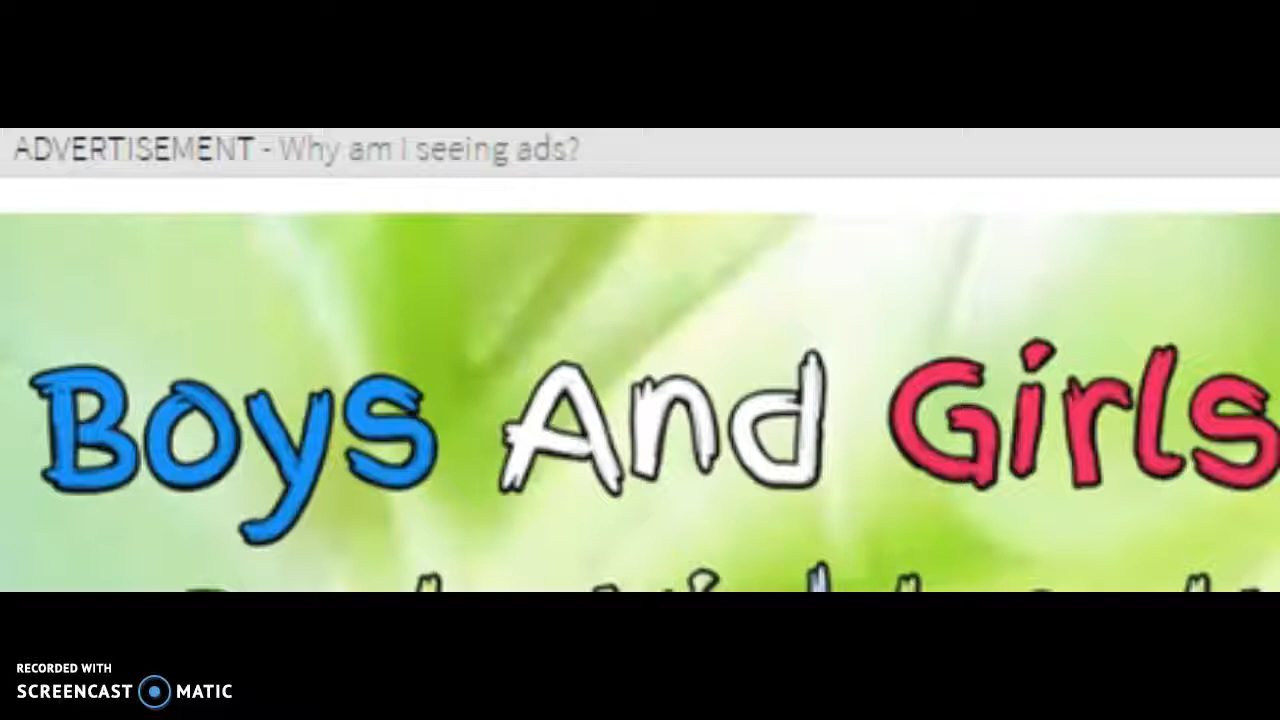 ADVERTISEMENT - Why am I seeing ads?
Boys And Girls
RECORDED WITH
SCREENCAST MATIC